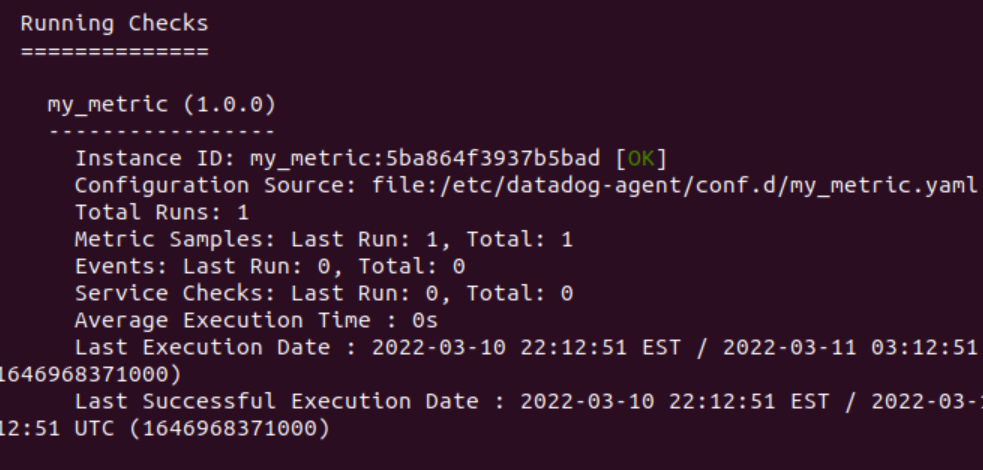 Running Checks
==============
my_metric (1.0.0)
-----------------
Instance ID: my_metric:5ba864f3937b5bad [OK]
Configuration Source: file:/etc/datadog-agent/conf.d/my_metric.yaml
Total Runs: 1
Metric Samples: Last Run: 1, Total: 1
Events: Last Run: 0, Total: 0
Service Checks: Last Run: 0, Total: 0
Average Execution Time : 0s
Last Execution Date : 2022-03-10 22:12:51 EST / 2022-03-11 03:12:51
1646968371000)
Last Successful Execution Date : 2022-03-10 22:12:51 EST / 2022-03-
12:51 UTC (1646968371000)